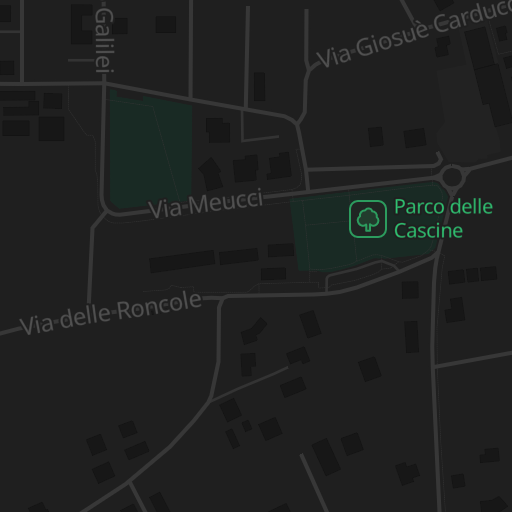 Galilei
Via Giosuè Carducc
Via Meucci
Parco delle
Cascine
Via delle Roncole